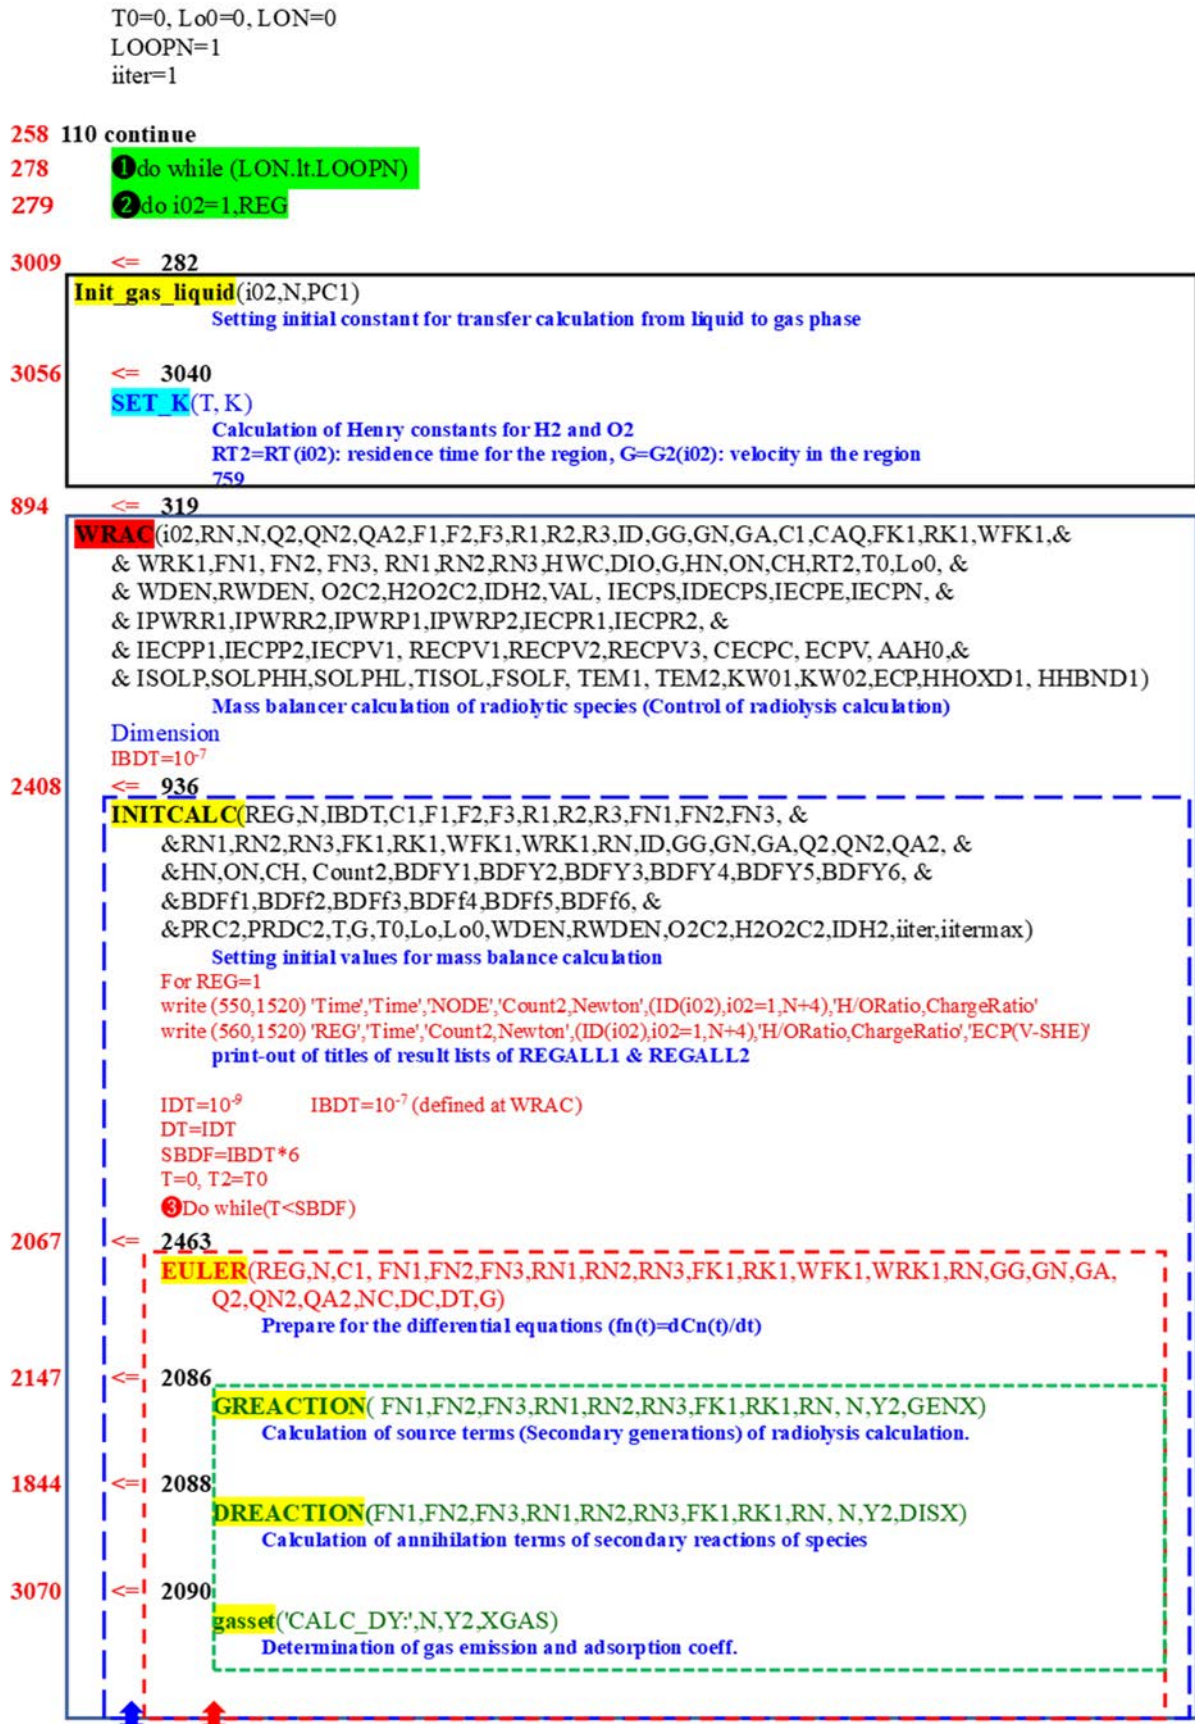 T0=0, Lo0=0, LON=0
LOOPN=1
iiter=1
258 110 continue
278 ❶do while (LON.lt.LOOPN)
279 ❷do i02=1,REG
3009 <= 282
Init_gas_liquid(i02,N,PC1)
Setting initial constant for transfer calculation from liquid to gas phase
3056 <= 3040
SET_K(T, K)
Calculation of Henry constants for H2 and O2
RT2=RT(i02): residence time for the region, G=G2(i02): velocity in the region
759
894 <= 319
WRAC(i02,RN,N,Q2,QN2,QA2,F1,F2,F3,R1,R2,R3,ID,GG,GN,GA,C1,CAQ,FK1,RK1,WFK1,&
& WRK1,FN1, FN2, FN3, RN1,RN2,RN3,HWC,DIO,G,HN,ON,CH,RT2,T0,Lo0, &
& WDEN,RWDEN, O2C2,H2O2C2,IDH2,VAL, IECPS,IDECPS,IECPE,IECPN, &
& IPWRR1,IPWRR2,IPWRP1,IPWRP2,IECPR1,IECPR2, &
& IECPP1,IECPP2,IECPV1, RECPV1,RECPV2,RECPV3, CECPC, ECPV, AAH0,&
& ISOLP,SOLPHH,SOLPHL,TISOL,FSOLF, TEM1, TEM2,KW01,KW02,ECP,HHOXD1, HHBND1)
Mass balancer calculation of radiolytic species (Control of radiolysis calculation)
Dimension
IBDT=10⁻⁷
2408 <= 936
INITCALC(REG,N,IBDT,C1,F1,F2,F3,R1,R2,R3,FN1,FN2,FN3, &
&RN1,RN2,RN3,FK1,RK1,WFK1,WRK1,RN,ID,GG,GN,GA,Q2,QN2,QA2, &
&HN,ON,CH, Count2,BDFY1,BDFY2,BDFY3,BDFY4,BDFY5,BDFY6, &
&BDFf1,BDFf2,BDFf3,BDFf4,BDFf5,BDFf6, &
&PRC2,PRDC2,T,G,T0,Lo,Lo0,WDEN,RWDEN,O2C2,H2O2C2,IDH2,iiter,iitermax)
Setting initial values for mass balance calculation
For REG=1
write (550,1520) 'Time','Time','NODE','Count2,Newton',(ID(i02),i02=1,N+4),'H/ORatio,ChargeRatio'
write (560,1520) 'REG','Time','Count2,Newton',(ID(i02),i02=1,N+4),'H/ORatio,ChargeRatio','ECP(V-SHE)'
print-out of titles of result lists of REGALL1 & REGALL2
IDT=10⁻⁹ IBDT=10⁻⁷ (defined at WRAC)
DT=IDT
SBDF=IBDT*6
T=0, T2=T0
❸Do while(T<SBDF)
2067 <= 2463
EULER(REG,N,C1, FN1,FN2,FN3,RN1,RN2,RN3,FK1,RK1,WFK1,WRK1,RN,GG,GN,GA,
Q2,QN2,QA2,NC,DC,DT,G)
Prepare for the differential equations (fn(t)=dCn(t)/dt)
2147 <= 2086
GREACTION( FN1,FN2,FN3,RN1,RN2,RN3,FK1,RK1,RN, N,Y2,GENX)
Calculation of source terms (Secondary generations) of radiolysis calculation.
1844 <= 2088
DREACTION(FN1,FN2,FN3,RN1,RN2,RN3,FK1,RK1,RN, N,Y2,DISX)
Calculation of annihilation terms of secondary reactions of species
3070 <= 2090
gasset('CALC_DY:',N,Y2,XGAS)
Determination of gas emission and adsorption coeff.